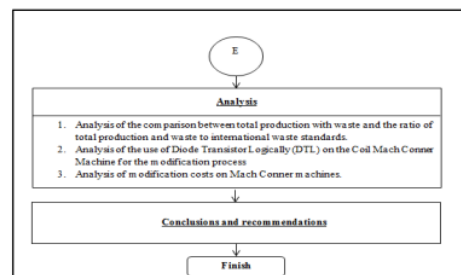 E
Analysis
1. Analysis of the comparison between total production with waste and the ratio of
total production and waste to international waste standards.
2. Analysis of the use of Diode Transistor Logically (DTL) on the Coil Mach Conner
Machine for the modification process
3. Analysis of modification costs on Mach Conner machines.
Conclusions and recommendations
Finish